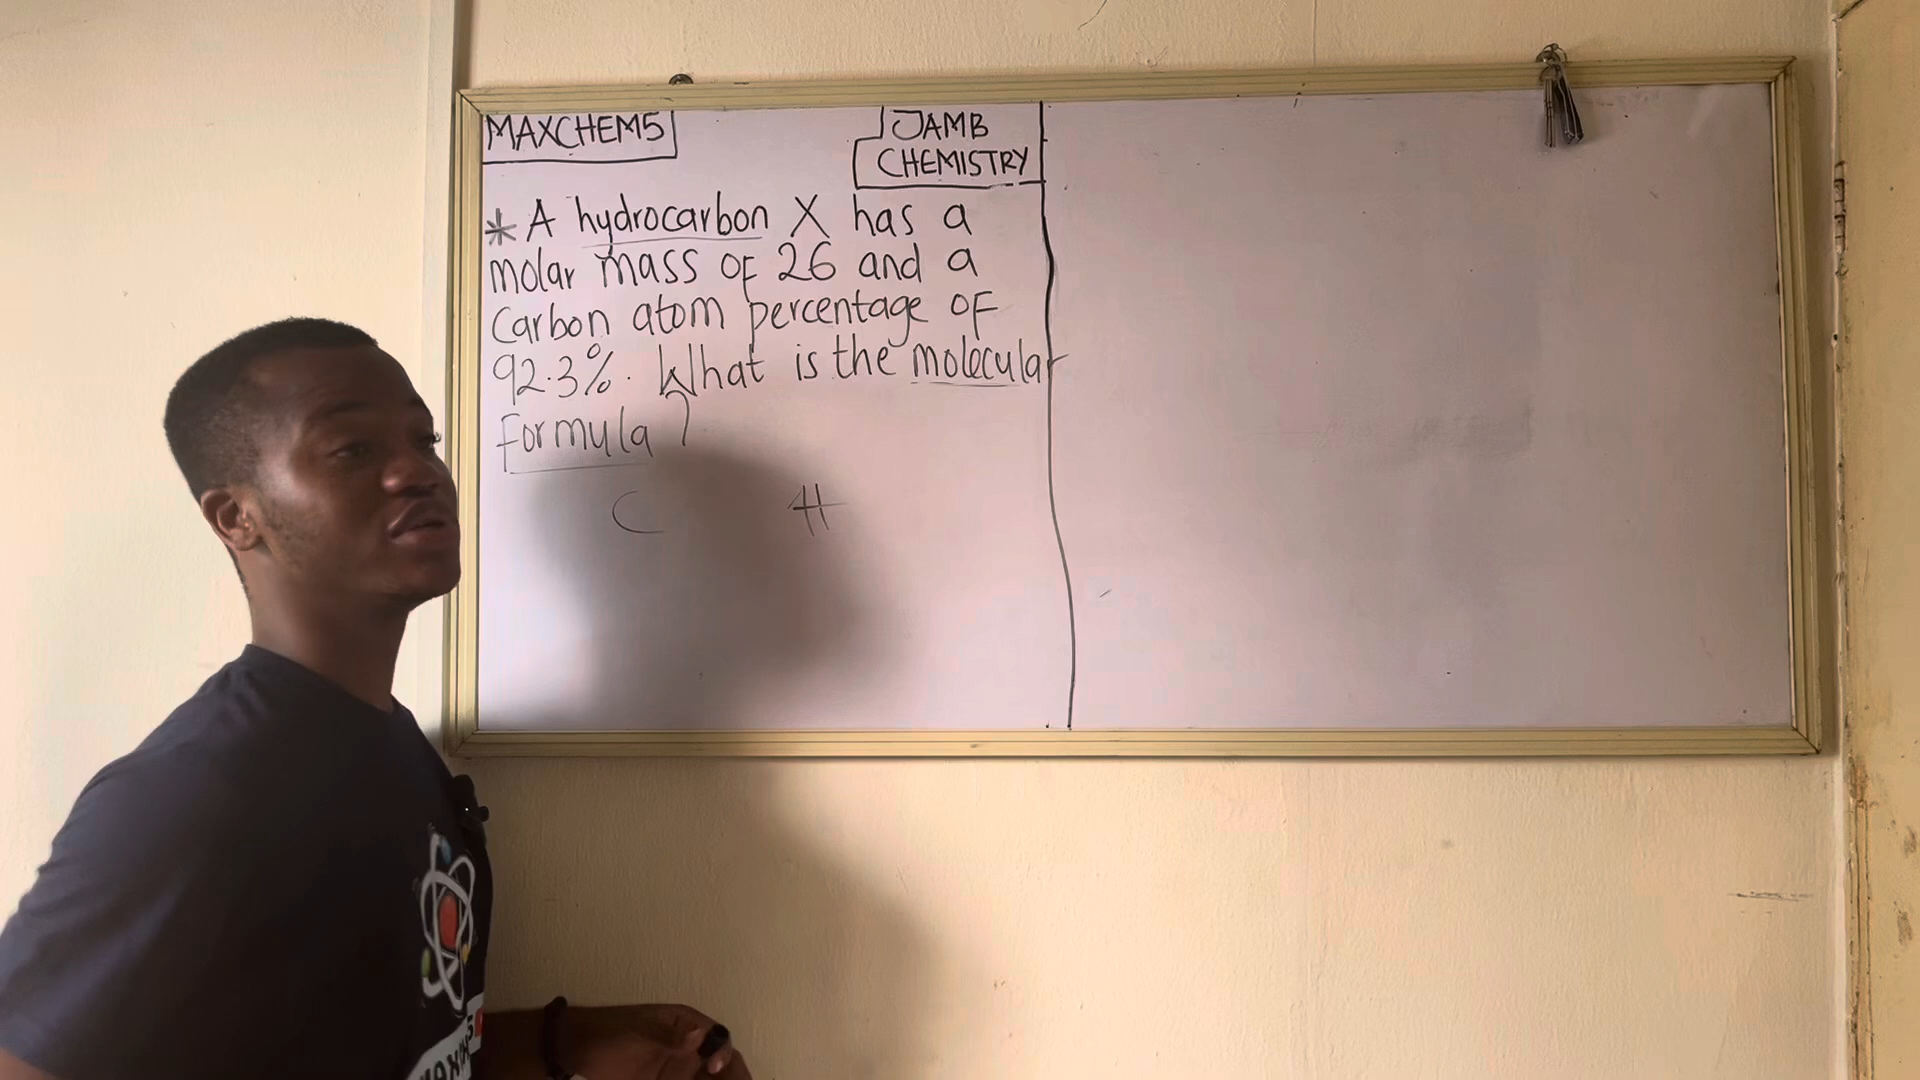 MAXCHEM5
JAMB
CHEMISTRY
* A hydrocarbon X has a
molar mass of 26 and a
Carbon atom percentage of
92.3%. What is the molecular
formula ?
C H